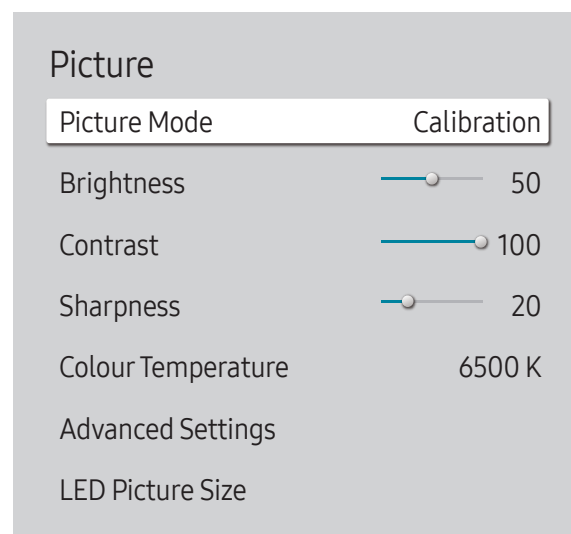 Picture
Picture Mode Calibration
Brightness 50
Contrast 100
Sharpness 20
Colour Temperature 6500 K
Advanced Settings
LED Picture Size